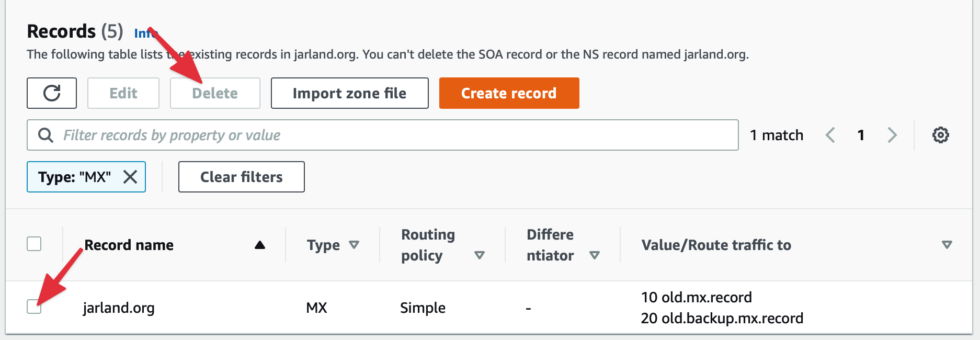 Records (5) Info
The following table lists the existing records in jarland.org. You can't delete the SOA record or the NS record named jarland.org.
Edit Delete Import zone file Create record
Filter records by property or value 1 match 1
Type: "MX" Clear filters
Record name Type Routing policy Differe ntiator Value/Route traffic to
jarland.org MX Simple - 10 old.mx.record
20 old.backup.mx.record